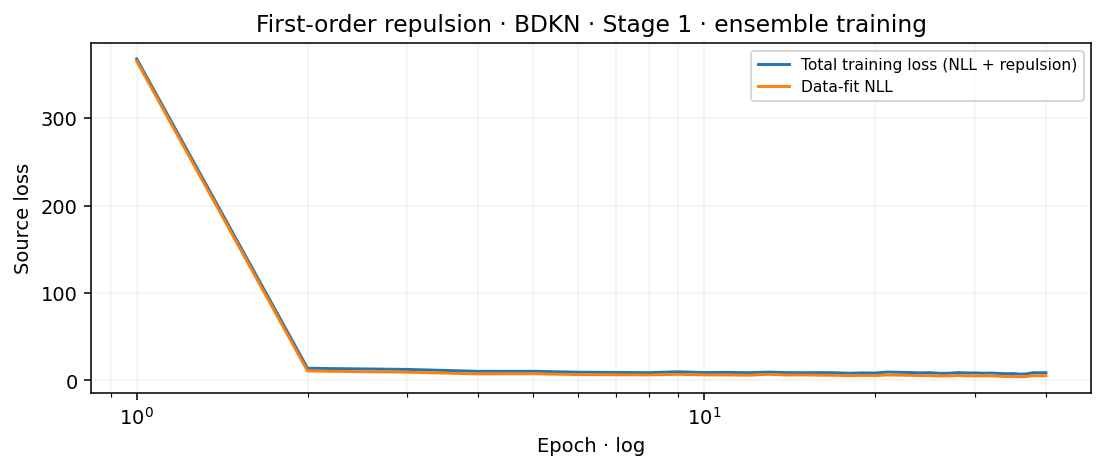 First-order repulsion · BDKN · Stage 1 · ensemble training
Total training loss (NLL + repulsion)
Data-fit NLL
Source loss
300
200
100
0
10⁰
10¹
Epoch · log